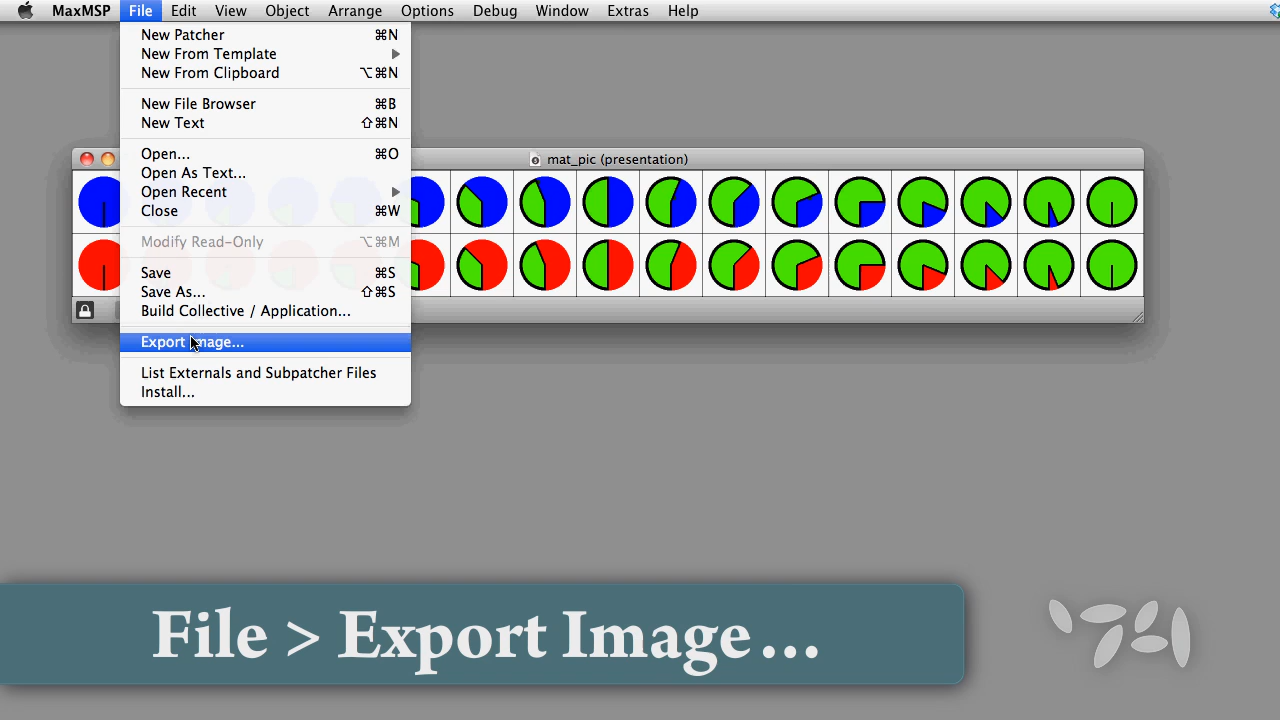 MaxMSP File Edit View Object Arrange Options Debug Window Extras Help
New Patcher ⌘N
New From Template
New From Clipboard ⌥⌘N
New File Browser ⌘B
New Text ⇧⌘N
Open... ⌘O
Open As Text...
Open Recent
Close ⌘W
Modify Read-Only ⌥⌘M
Save ⌘S
Save As... ⇧⌘S
Build Collective / Application...
Export Image...
List Externals and Subpatcher Files
Install...
mat_pic (presentation)
File > Export Image...